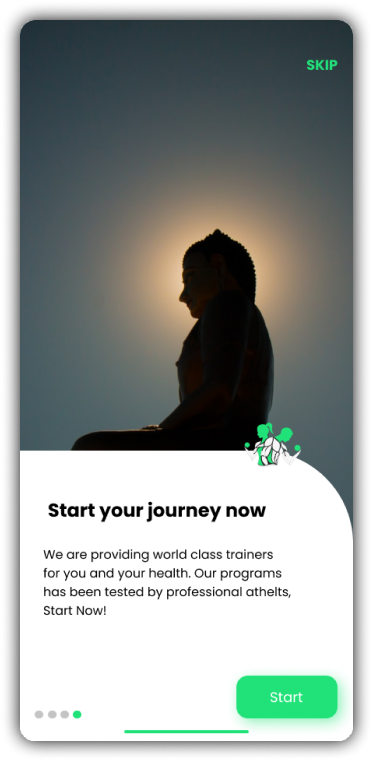 SKIP
Start your journey now
We are providing world class trainers
for you and your health. Our programs
has been tested by professional athelts,
Start Now!
Start